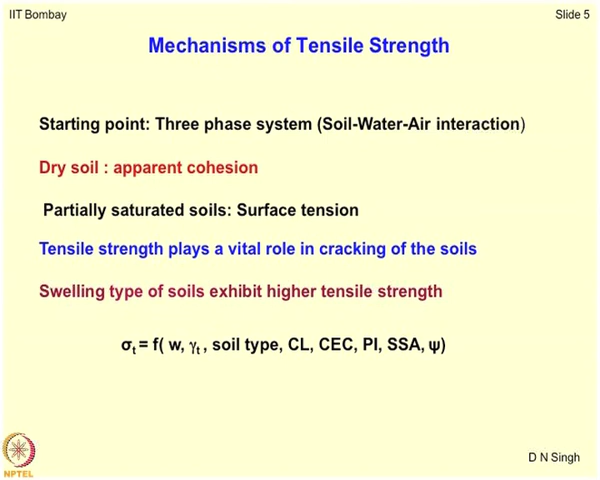 IIT Bombay
Slide 5
Mechanisms of Tensile Strength
Starting point: Three phase system (Soil-Water-Air interaction)
Dry soil : apparent cohesion
Partially saturated soils: Surface tension
Tensile strength plays a vital role in cracking of the soils
Swelling type of soils exhibit higher tensile strength
σt = f( w, γt , soil type, CL, CEC, PI, SSA, ψ)
NPTEL
D N Singh